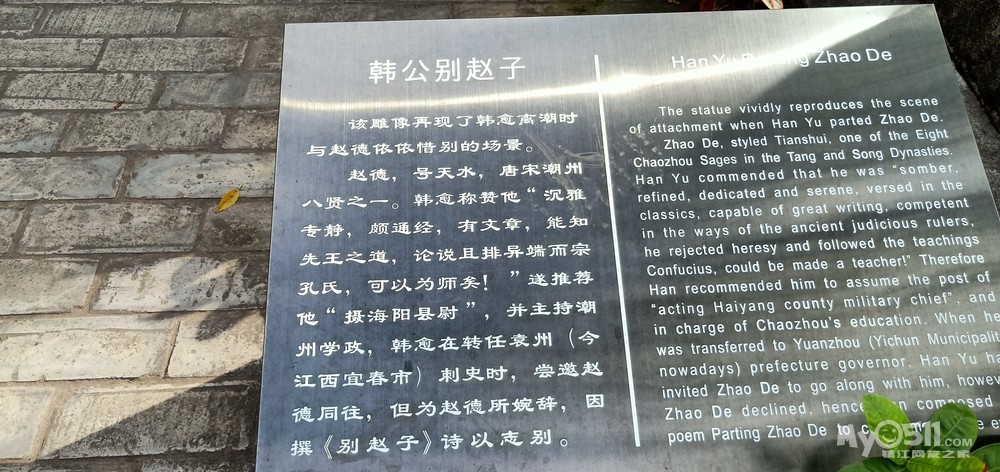 韩公别赵子
该雕像再现了韩愈离潮时
与赵德依依惜别的场景。
赵德，号天水，唐宋潮州
八贤之一。韩愈称赞他“沉雅
专静，颇通经，有文章，能知
先王之道，论说且排异端而宗
孔氏，可以为师矣！”遂推荐
他“摄海阳县尉”，并主持潮
州学政，韩愈在转任袁州（今
江西宜春市）刺史时，尝邀赵
德同往，但为赵德所婉辞，因
撰《别赵子》诗以志别。
Han Yu Zhao De
The statue vividly reproduces the scene
of attachment when Han Yu parted Zhao De.
Zhao De, styled Tianshui, one of the Eight
Chaozhou Sages in the Tang and Song Dynasties.
Han Yu commended that he was “somber,
refined, dedicated and serene, versed in the
classics, capable of great writing, competent
in the ways of the ancient judicious rulers,
he rejected heresy and followed the teachings
Confucius, could be made a teacher!” Therefore
Han recommended him to assume the post of
“acting Haiyang county military chief”, and
in charge of Chaozhou's education. When he
was transferred to Yuanzhou (Yichun Municipalit
nowadays) prefecture governor, Han Yu ha
invited Zhao De to go along with him, howev
Zhao De declined, composed
poem Parting Zhao De to
My0511.com
镇江网友之家